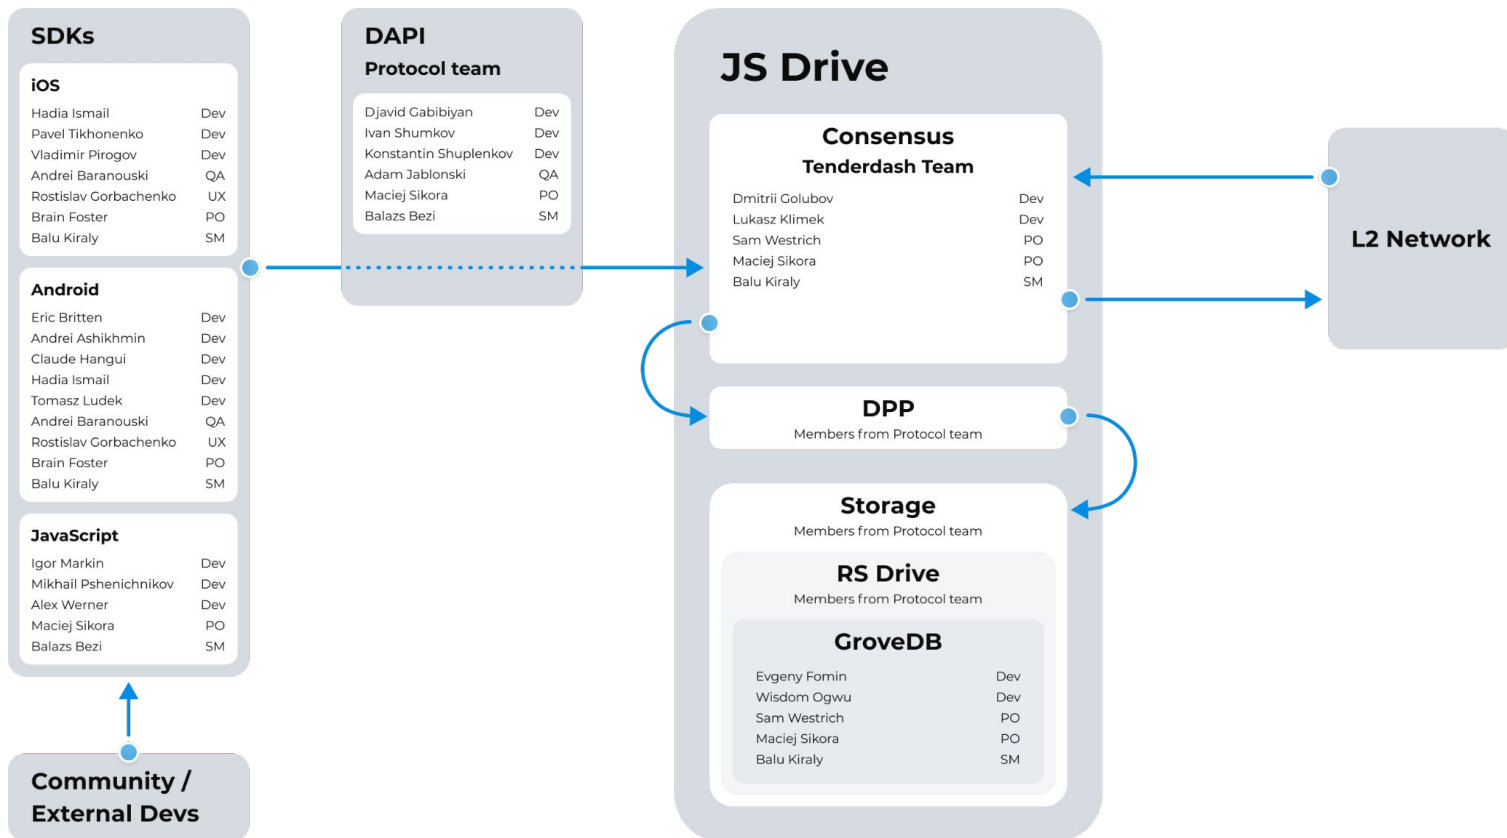 SDKs
iOS
Hadia Ismail Dev
Pavel Tikhonenko Dev
Vladimir Pirogov Dev
Andrei Baranouski QA
Rostislav Gorbachenko UX
Brain Foster PO
Balu Kiraly SM
Android
Eric Britten Dev
Andrei Ashikhmin Dev
Claude Hangui Dev
Hadia Ismail Dev
Tomasz Ludek Dev
Andrei Baranouski QA
Rostislav Gorbachenko UX
Brain Foster PO
Balu Kiraly SM
JavaScript
Igor Markin Dev
Mikhail Pshenichnikov Dev
Alex Werner Dev
Maciej Sikora PO
Balazs Bezi SM
Community /
External Devs
DAPI
Protocol team
Djavid Gabibiyan Dev
Ivan Shumkov Dev
Konstantin Shuplenkov Dev
Adam Jablonski QA
Maciej Sikora PO
Balazs Bezi SM
JS Drive
Consensus
Tenderdash Team
Dmitrii Golubov Dev
Lukasz Klimek Dev
Sam Westrich PO
Maciej Sikora PO
Balu Kiraly SM
DPP
Members from Protocol team
Storage
Members from Protocol team
RS Drive
Members from Protocol team
GroveDB
Evgeny Fomin Dev
Wisdom Ogwu Dev
Sam Westrich PO
Maciej Sikora PO
Balu Kiraly SM
L2 Network